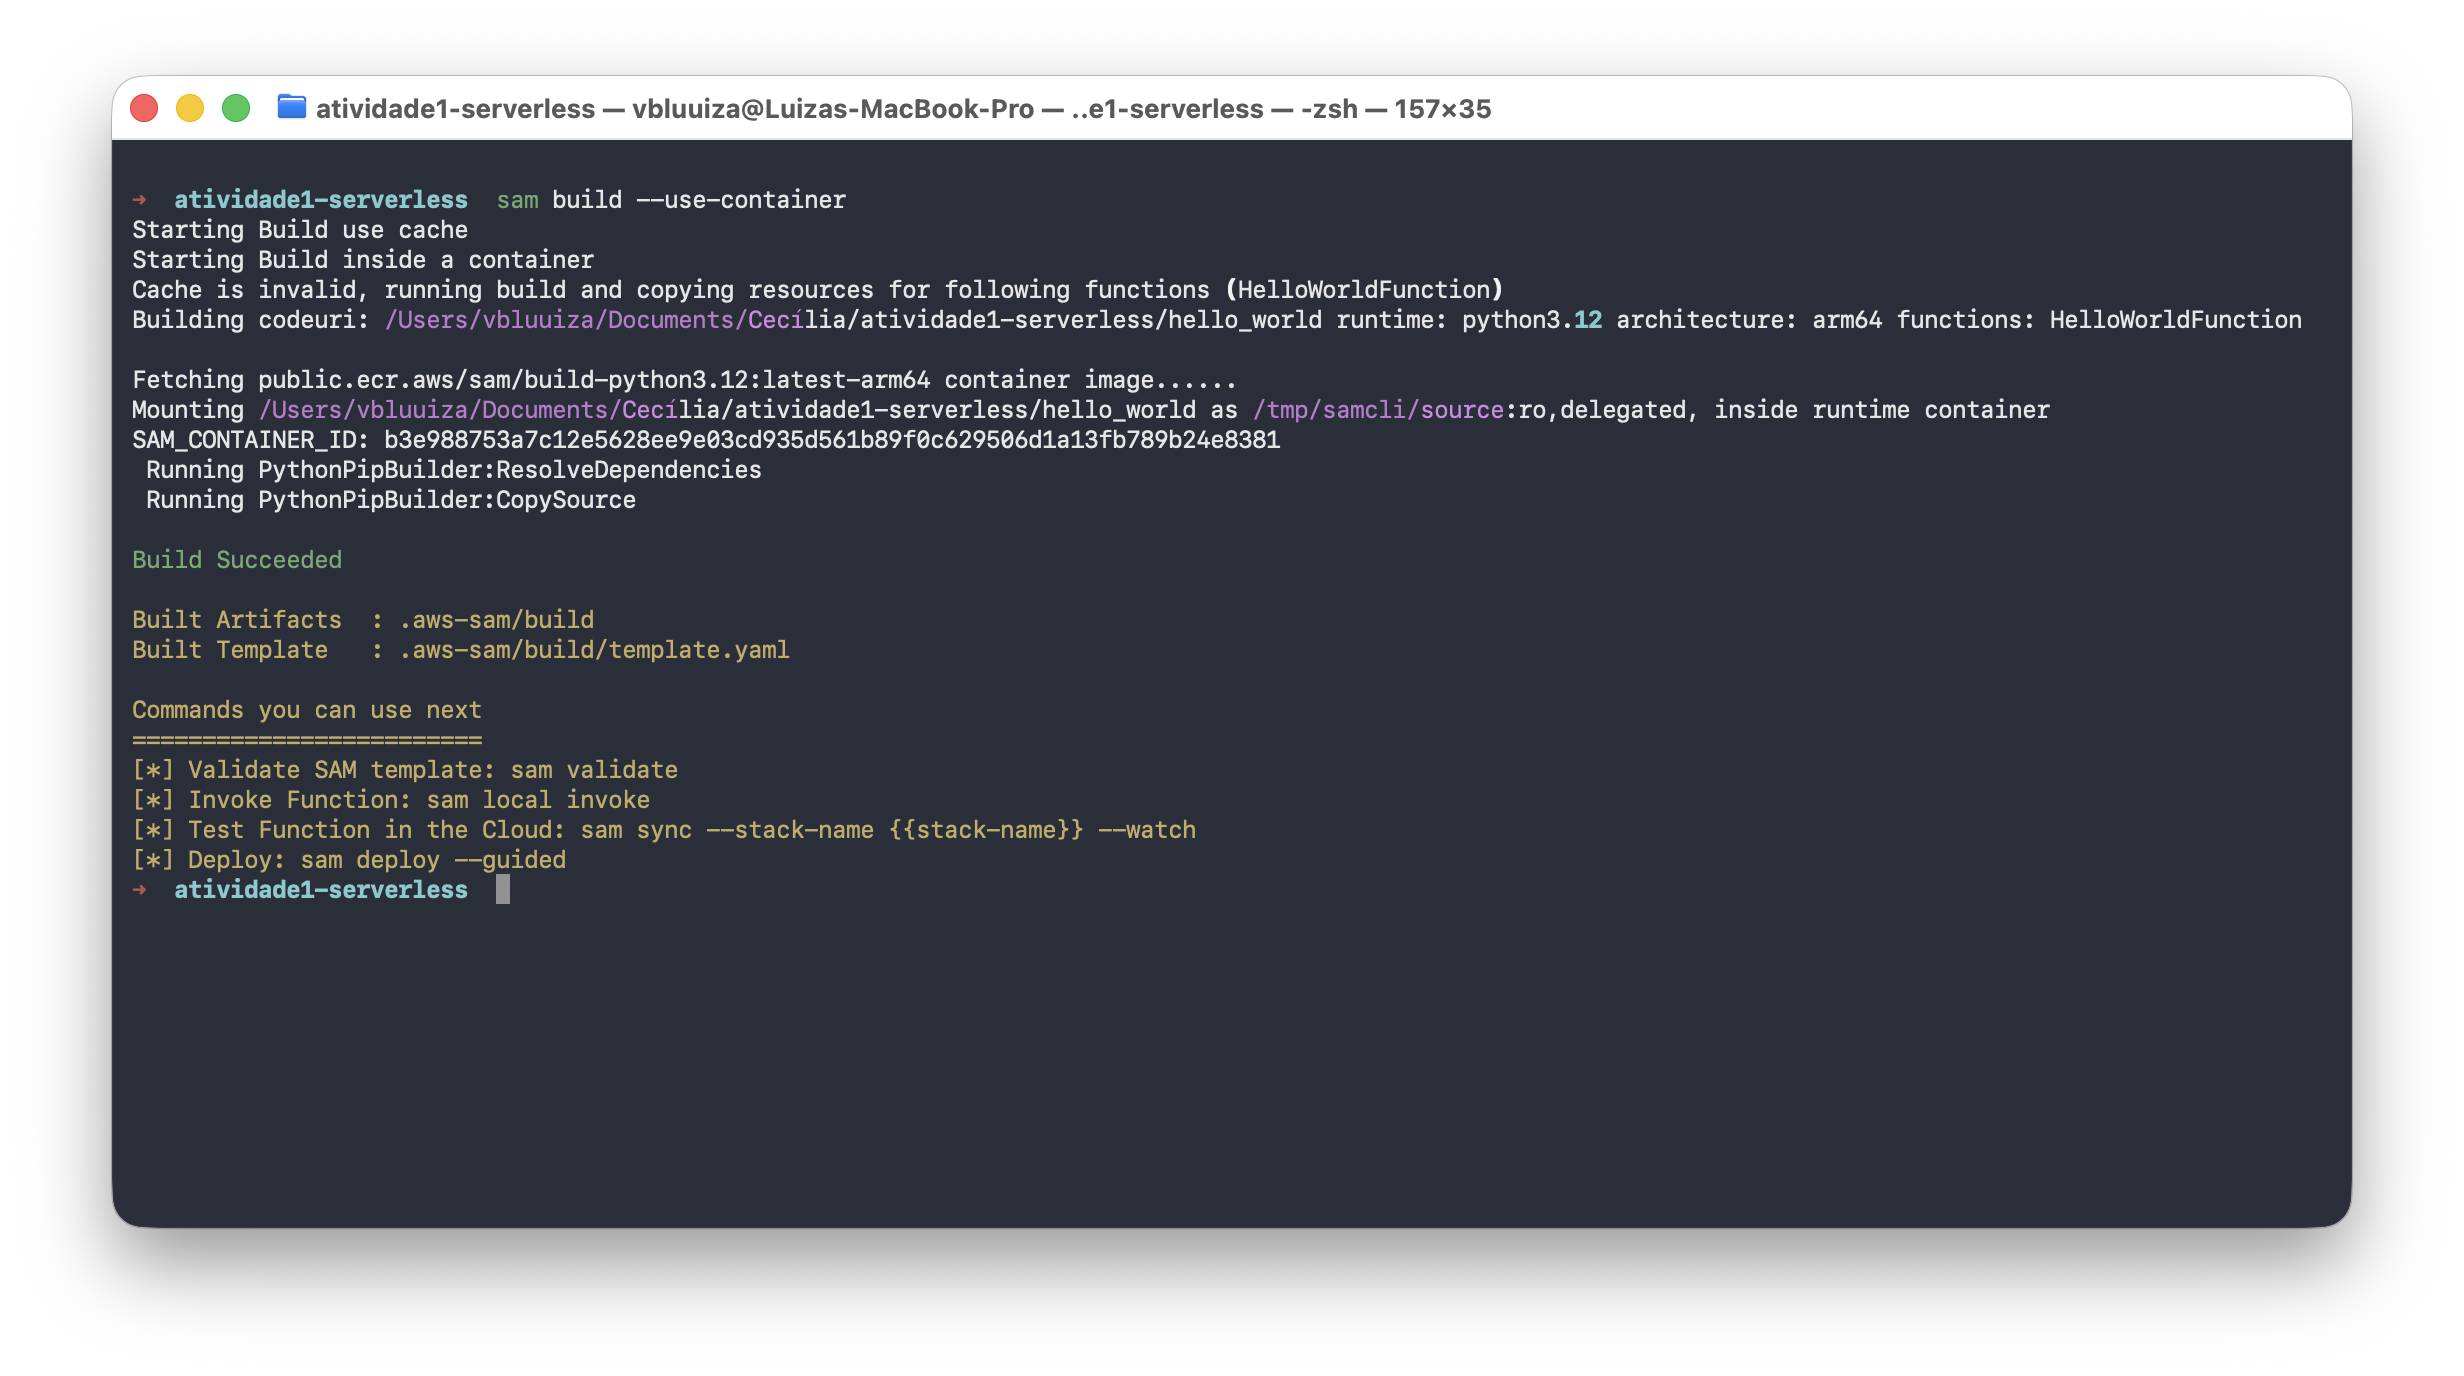 atividade1-serverless — vbluuiza@Luizas-MacBook-Pro — ..e1-serverless — -zsh — 157×35
➜  atividade1-serverless  sam build --use-container
Starting Build use cache
Starting Build inside a container
Cache is invalid, running build and copying resources for following functions (HelloWorldFunction)
Building codeuri: /Users/vbluuiza/Documents/Cecília/atividade1-serverless/hello_world runtime: python3.12 architecture: arm64 functions: HelloWorldFunction
Fetching public.ecr.aws/sam/build-python3.12:latest-arm64 container image......
Mounting /Users/vbluuiza/Documents/Cecília/atividade1-serverless/hello_world as /tmp/samcli/source:ro,delegated, inside runtime container
SAM_CONTAINER_ID: b3e988753a7c12e5628ee9e03cd935d561b89f0c629506d1a13fb789b24e8381
 Running PythonPipBuilder:ResolveDependencies
 Running PythonPipBuilder:CopySource
Build Succeeded
Built Artifacts  : .aws-sam/build
Built Template   : .aws-sam/build/template.yaml
Commands you can use next
=========================
[*] Validate SAM template: sam validate
[*] Invoke Function: sam local invoke
[*] Test Function in the Cloud: sam sync --stack-name {{stack-name}} --watch
[*] Deploy: sam deploy --guided
➜  atividade1-serverless